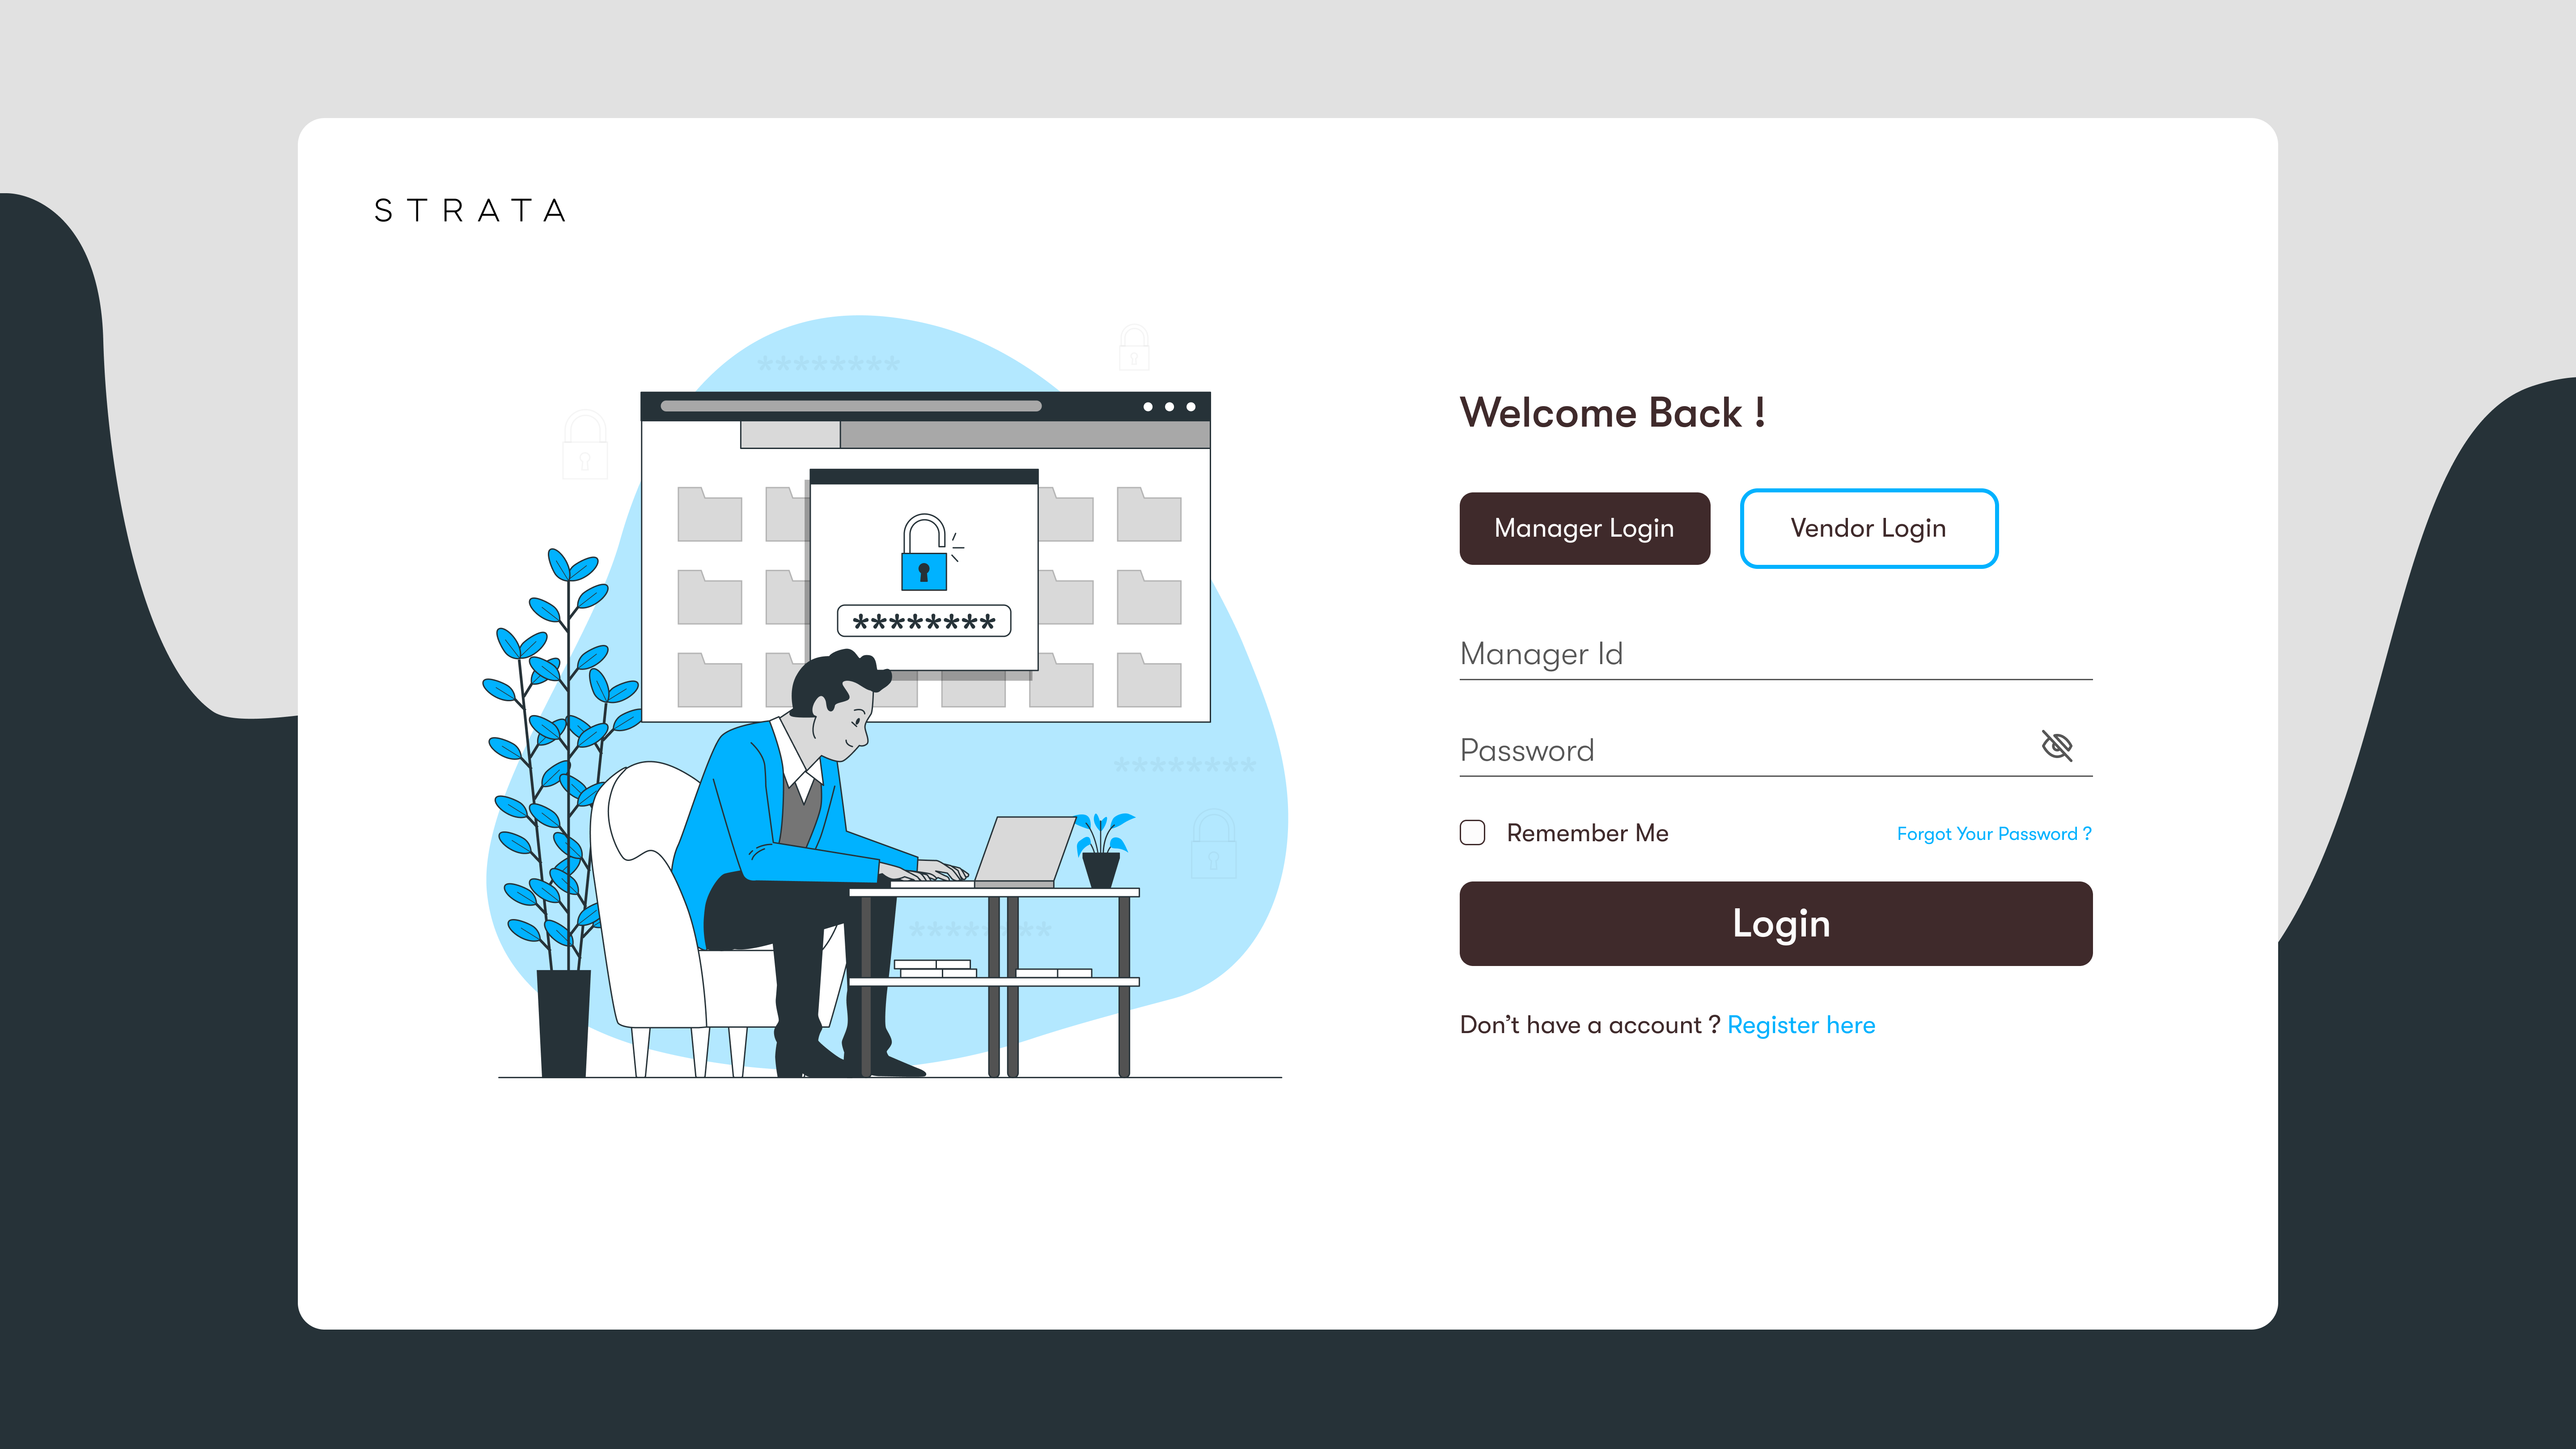 STRATA
********
********
********
********
Welcome Back !
Manager Login
Vendor Login
Manager Id
Password
Remember Me
Forgot Your Password ?
Login
Don’t have a account ? Register here